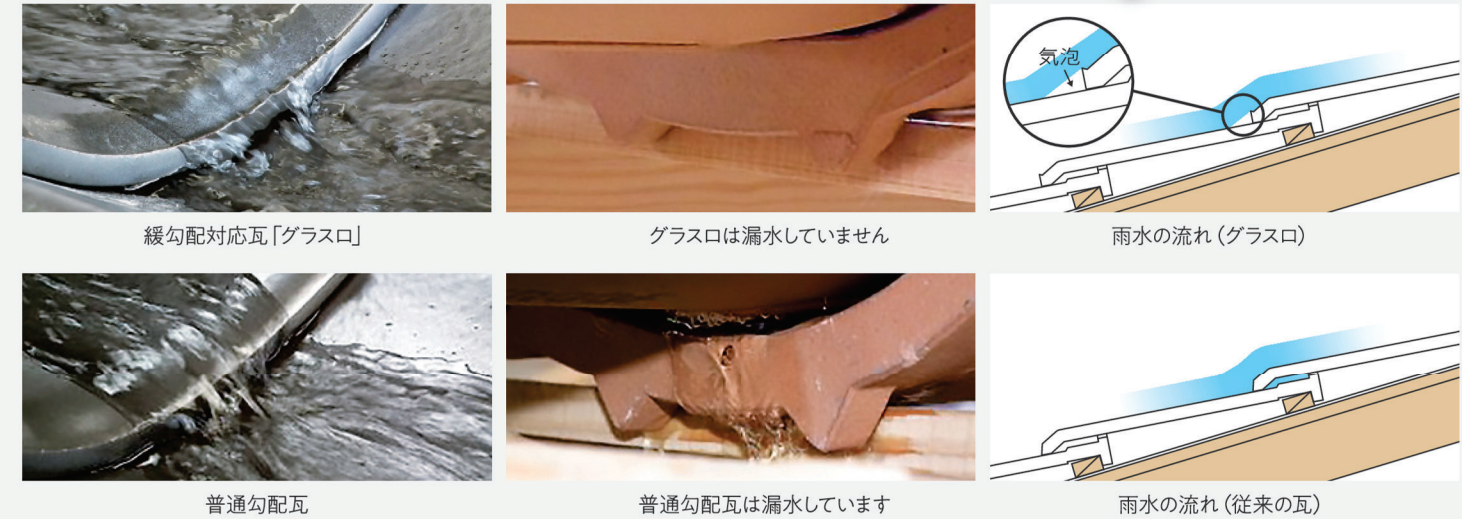 気泡
緩勾配対応瓦「グラスロ」
グラスロは漏水していません
雨水の流れ（グラスロ）
普通勾配瓦
普通勾配瓦は漏水しています
雨水の流れ（従来の瓦）